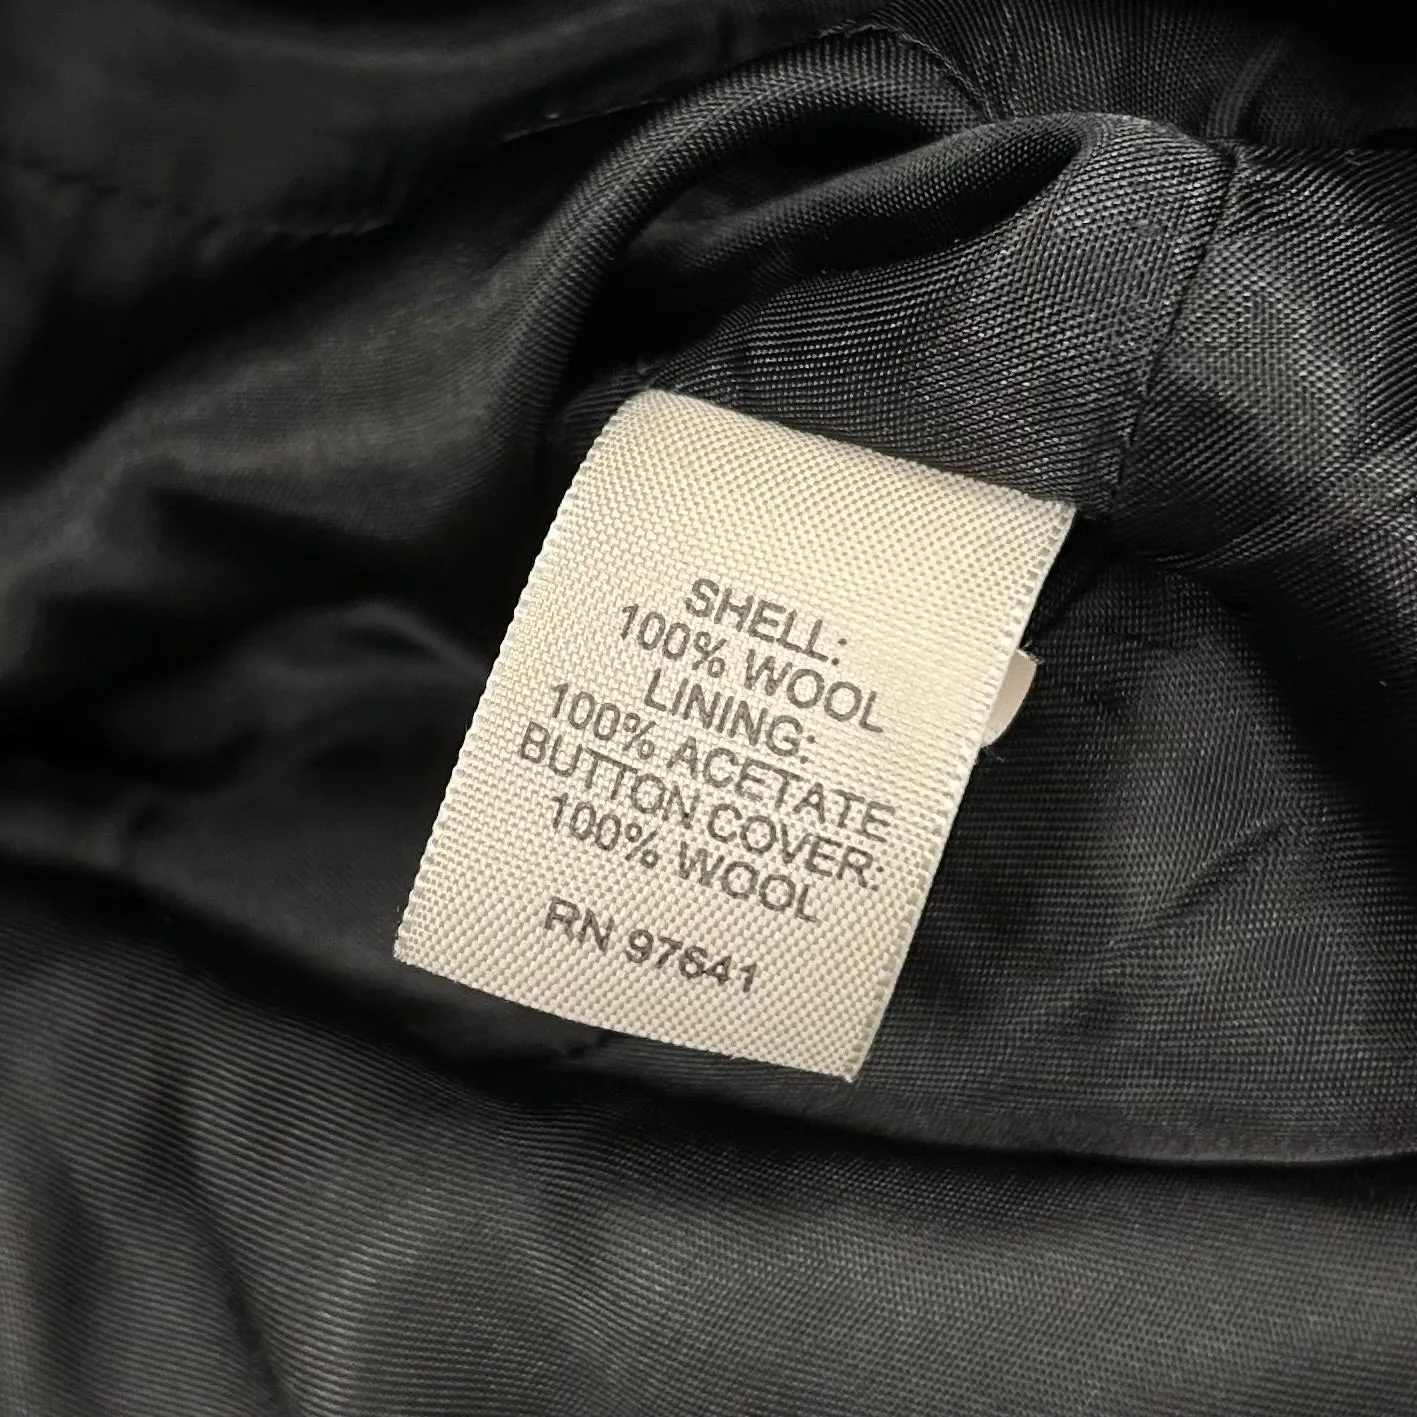 SHELL:
100% WOOL
LINING:
100% ACETATE
BUTTON COVER:
100% WOOL
RN 97641